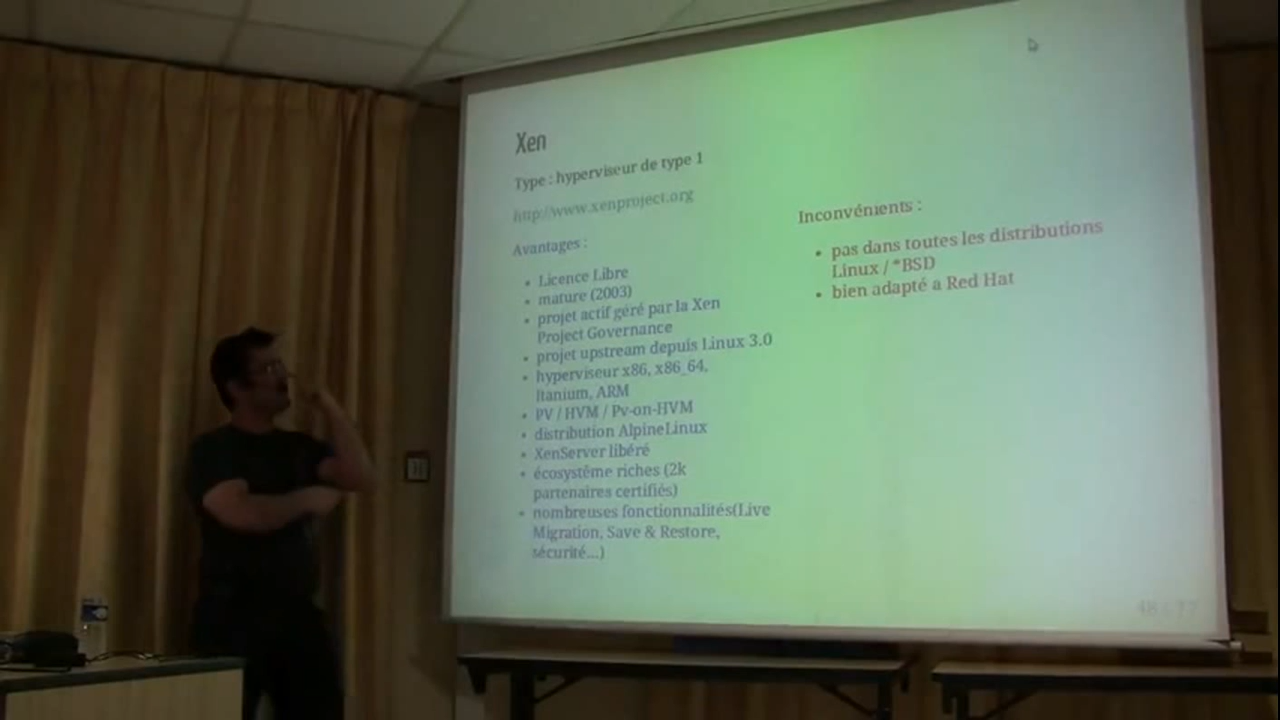 Xen
Type : hyperviseur de type 1
http://www.xenproject.org
Avantages :
• Licence Libre
• mature (2003)
• projet actif géré par la Xen
Project Governance
• projet upstream depuis Linux 3.0
• hyperviseur x86, x86_64,
Itanium, ARM
• PV / HVM / Pv-on-HVM
• distribution AlpineLinux
• XenServer libéré
• écosystème riches (2k
partenaires certifiés)
• nombreuses fonctionnalités(Live
Migration, Save & Restore,
sécurité...)
Inconvénients :
• pas dans toutes les distributions
Linux / *BSD
• bien adapté a Red Hat